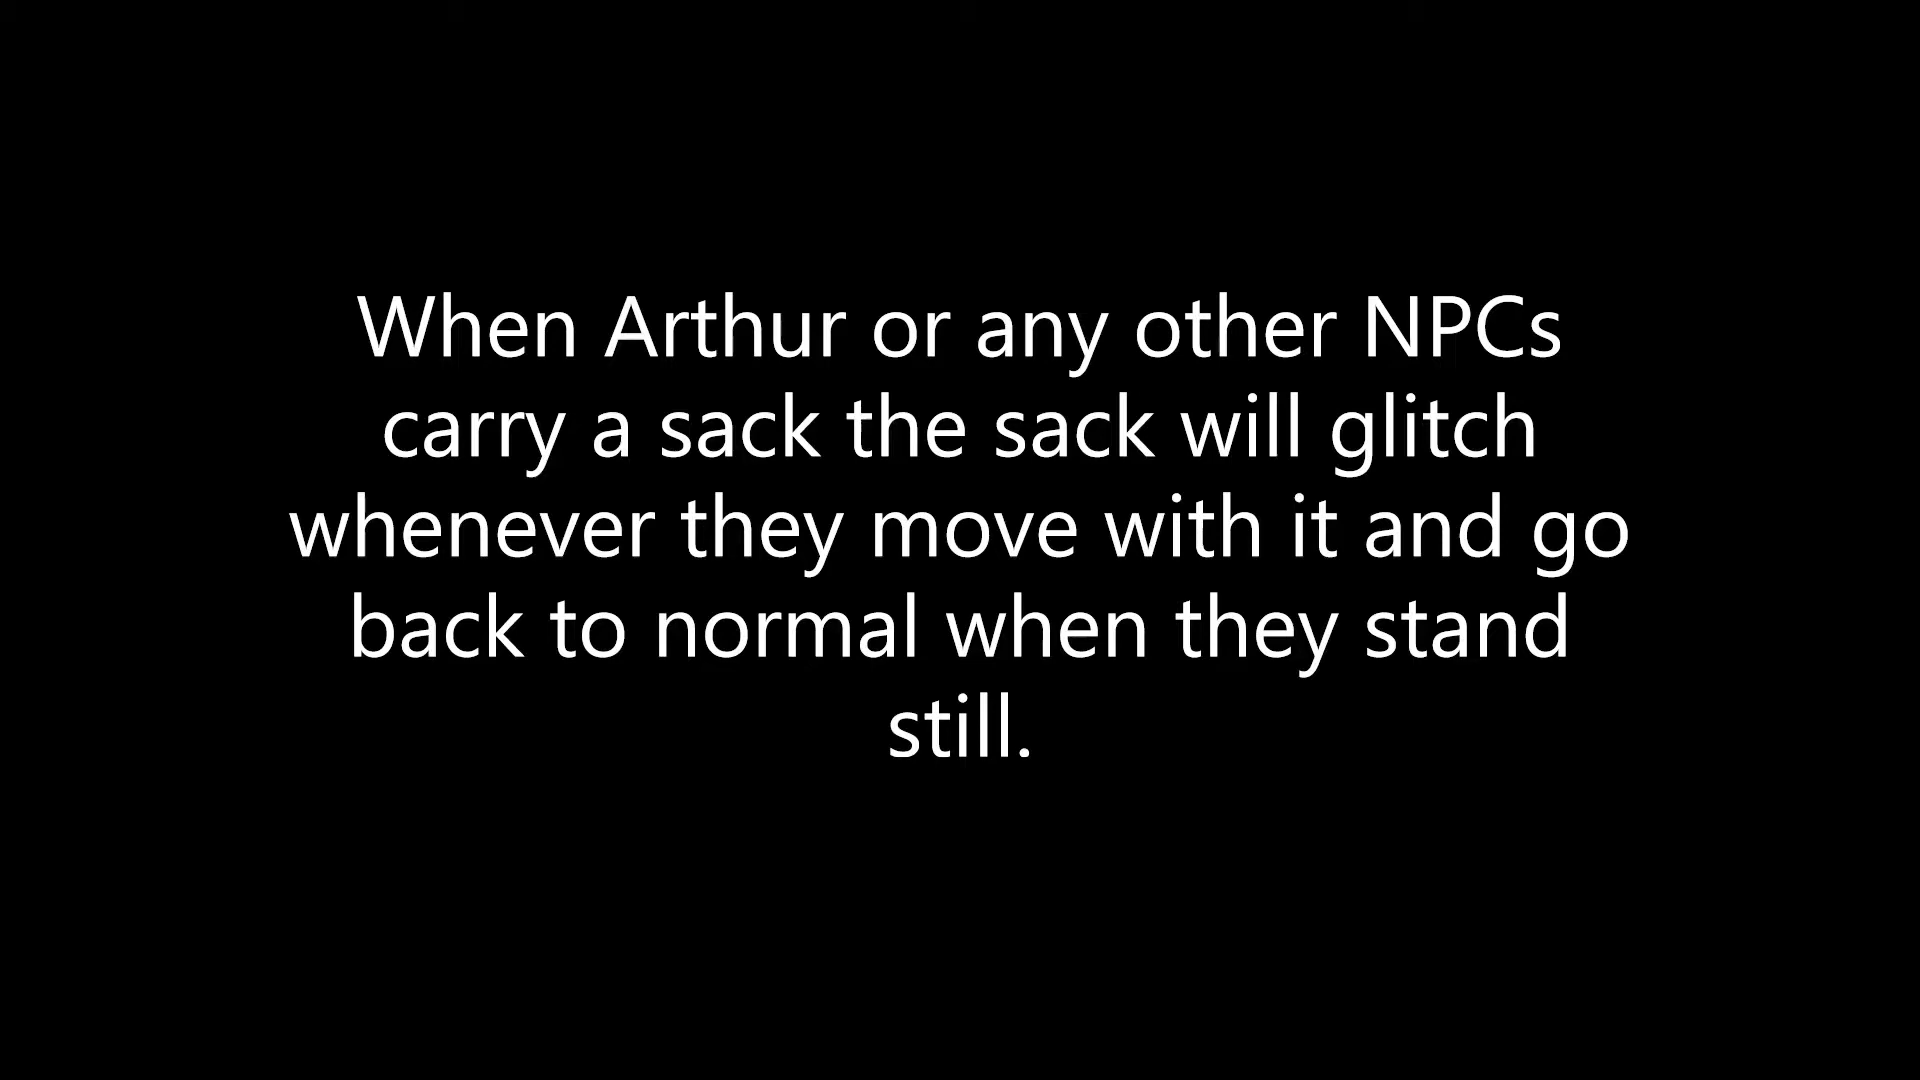 When Arthur or any other NPCs
carry a sack the sack will glitch
whenever they move with it and go
back to normal when they stand
still.